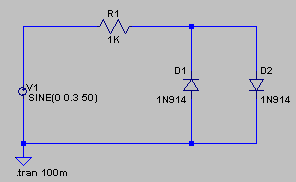 R1
1K
D1
D2
V1
SINE(0 0.3 50)
1N914
1N914
.tran 100m